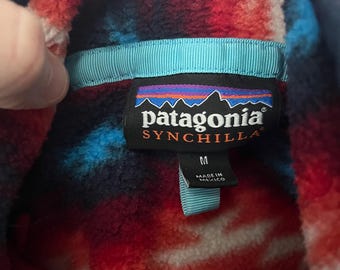 patagonia
SYNCHILLA
M
MADE IN
MEXICO